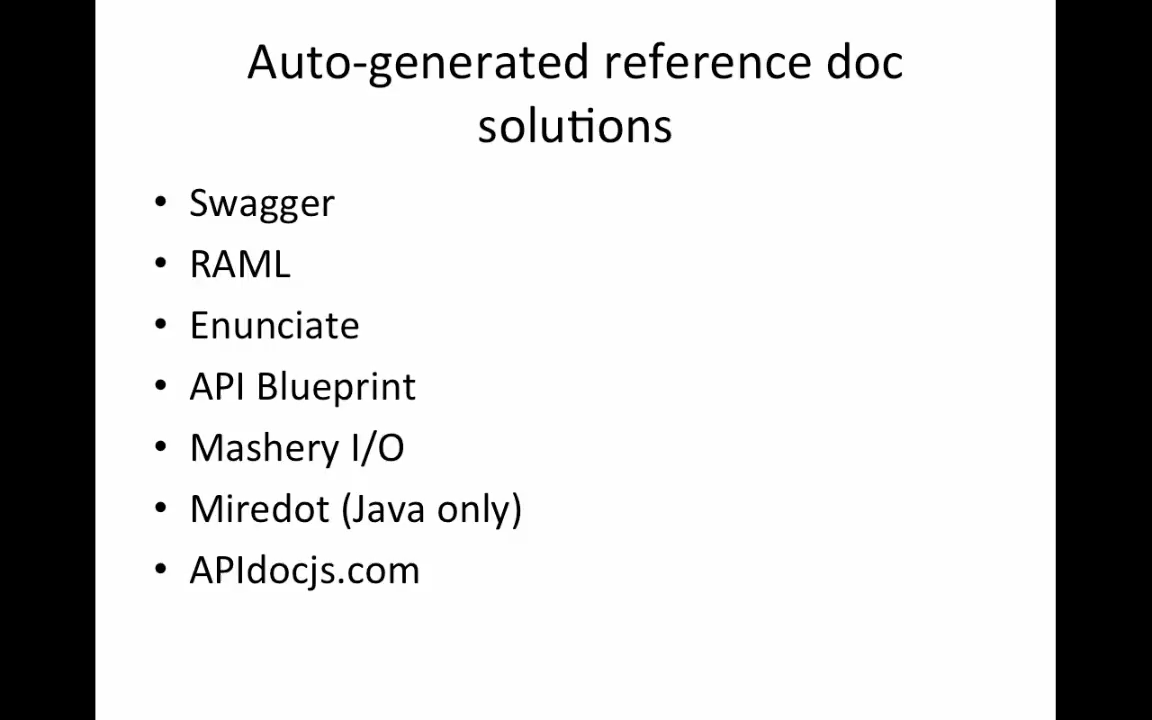 Auto-generated reference doc
solutions
• Swagger
• RAML
• Enunciate
• API Blueprint
• Mashery I/O
• Miredot (Java only)
• APIdocjs.com